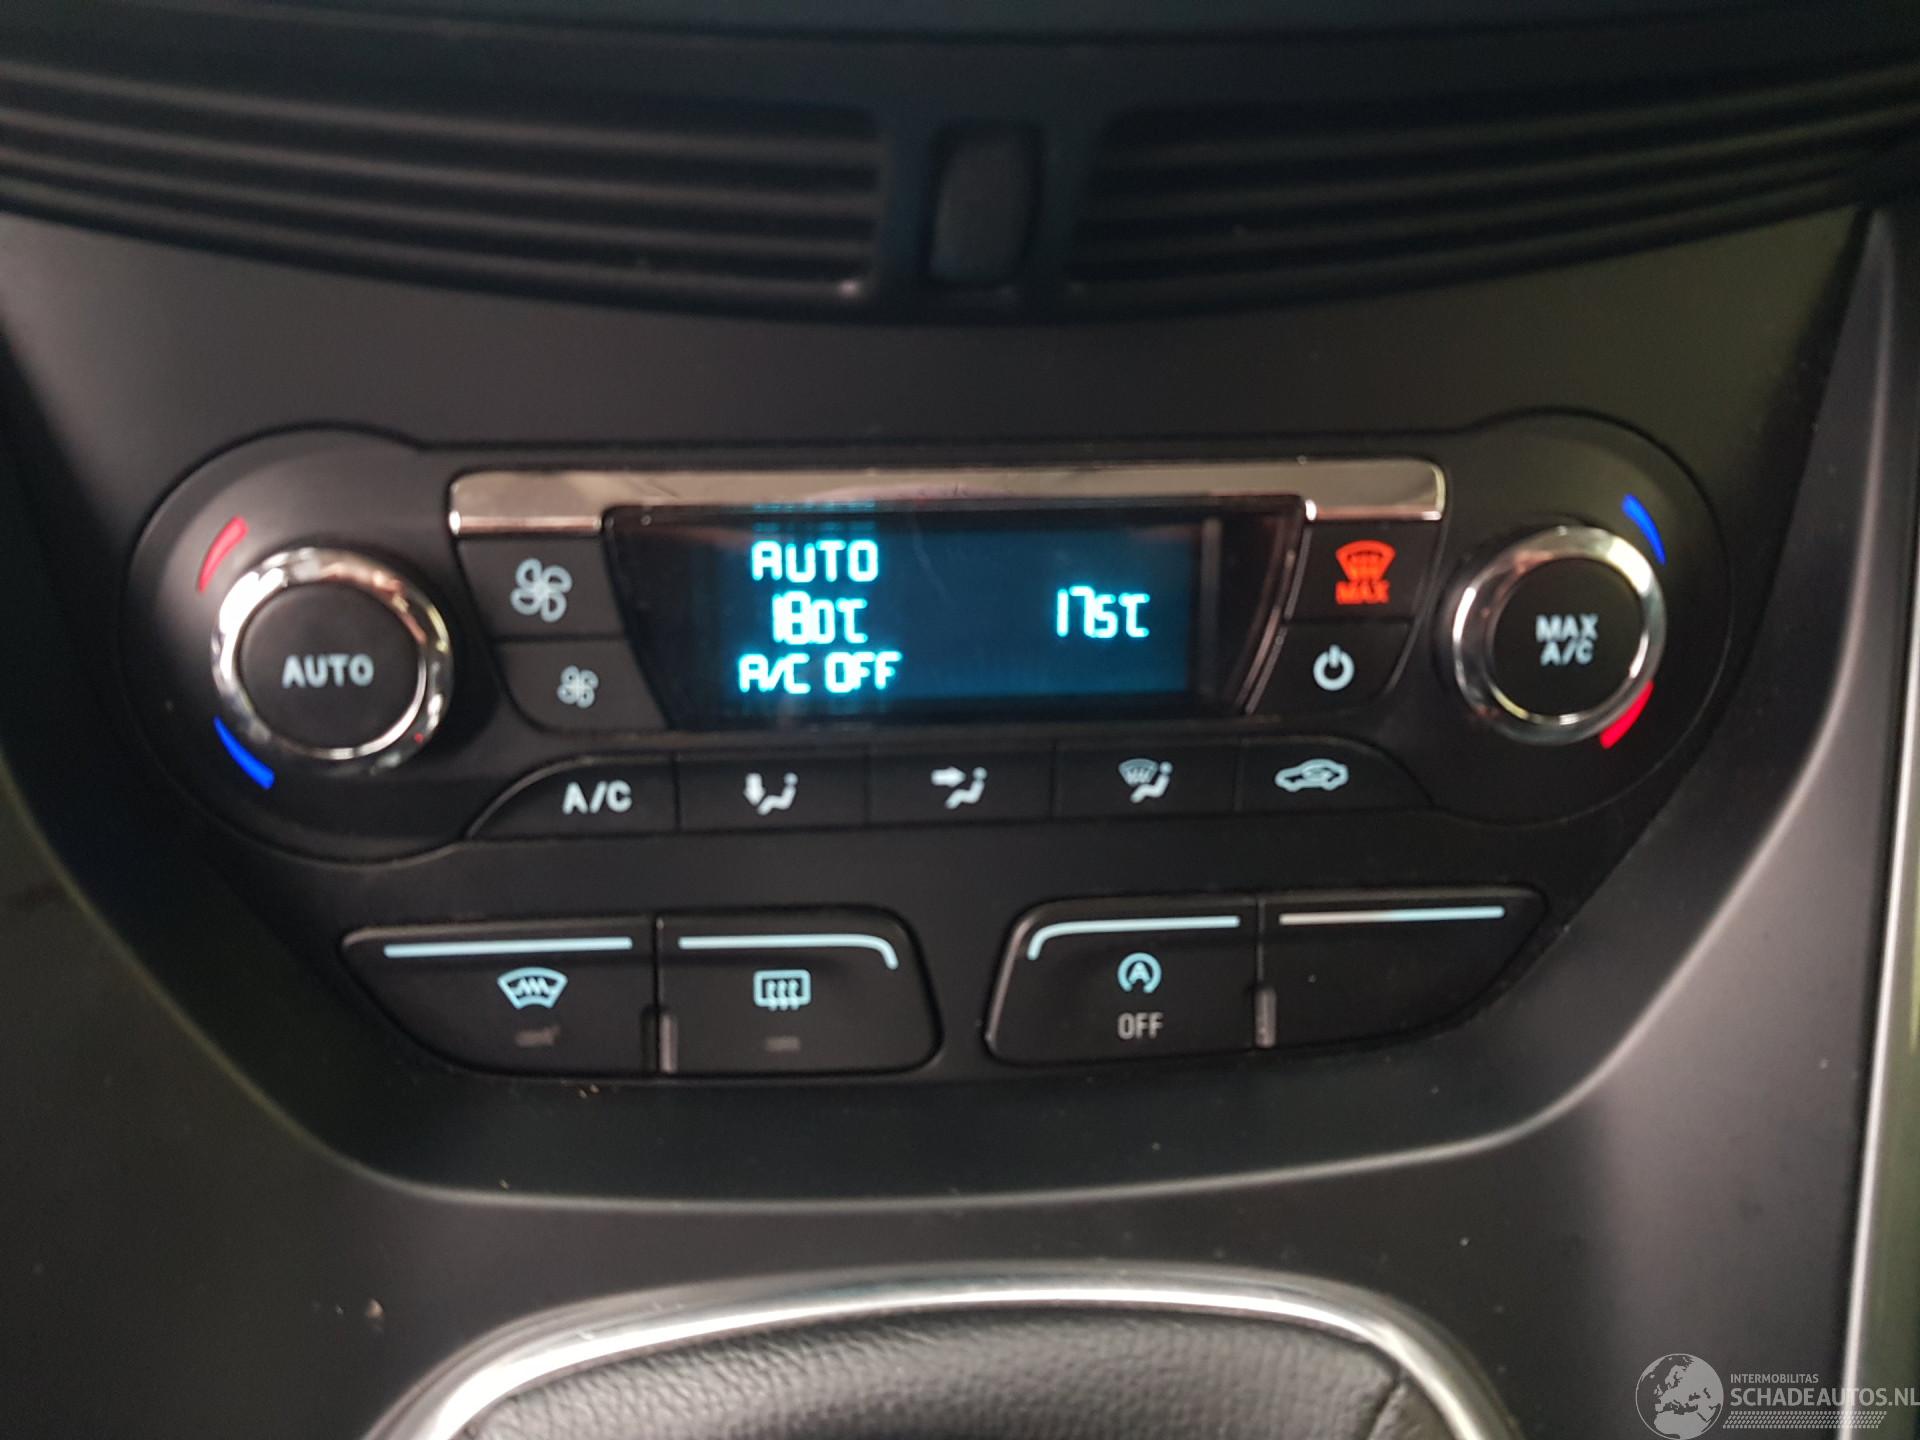 AUTO
18.0°C
17.5°C
A/C OFF
MAX
AUTO
MAX
A/C
A/C
A
OFF
INTERMOBILITAS
SCHADEAUTOS.NL